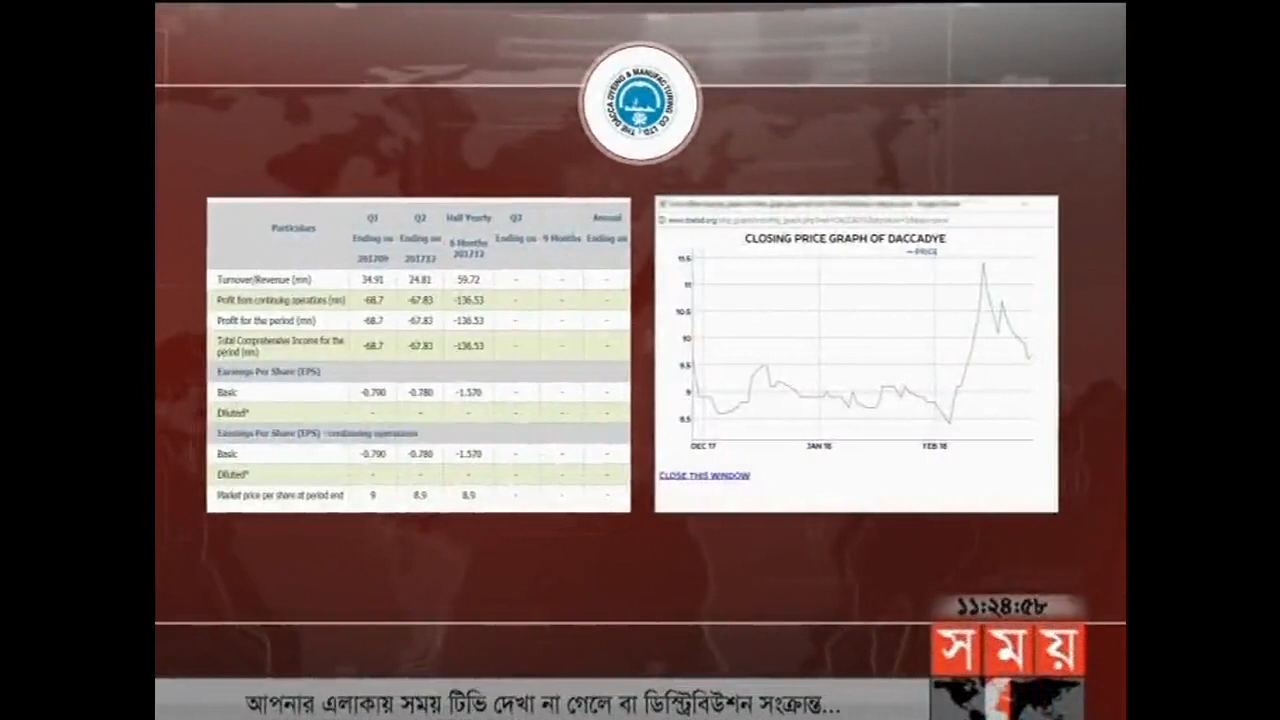 THE DACCA DYEING & MANUFACTURING CO LTD
Particulars Q1 Q2 Half Yearly Q3 Annual
Ending on Ending on 6 Months Ending on 9 Months Ending on
201709 201712 201712
Turnover/Revenue (mn) 34.91 24.81 59.72 - - -
Profit from continuing operations (mn) -68.7 -67.83 -136.53 - - -
Profit for the period (mn) -68.7 -67.83 -136.53 - - -
Total Comprehensive Income for the period (mn) -68.7 -67.83 -136.53 - - -
Earnings Per Share (EPS)
Basic -0.790 -0.780 -1.570 - - -
Diluted* - - - - - -
Earnings Per Share (EPS) - continuing operations
Basic -0.790 -0.780 -1.570 - - -
Diluted* - - - - - -
Market price per share at period end 9 8.9 8.9 - - -
CLOSING PRICE GRAPH OF DACCADYE
PRICE
11.5
11
10.5
10
9.5
9
8.5
DEC 17 JAN 18 FEB 18
CLOSE THIS WINDOW
১১:২৪:৫৮
সময়
আপনার এলাকায় সময় টিভি দেখা না গেলে বা ডিস্ট্রিবিউশন সংক্রান্ত...